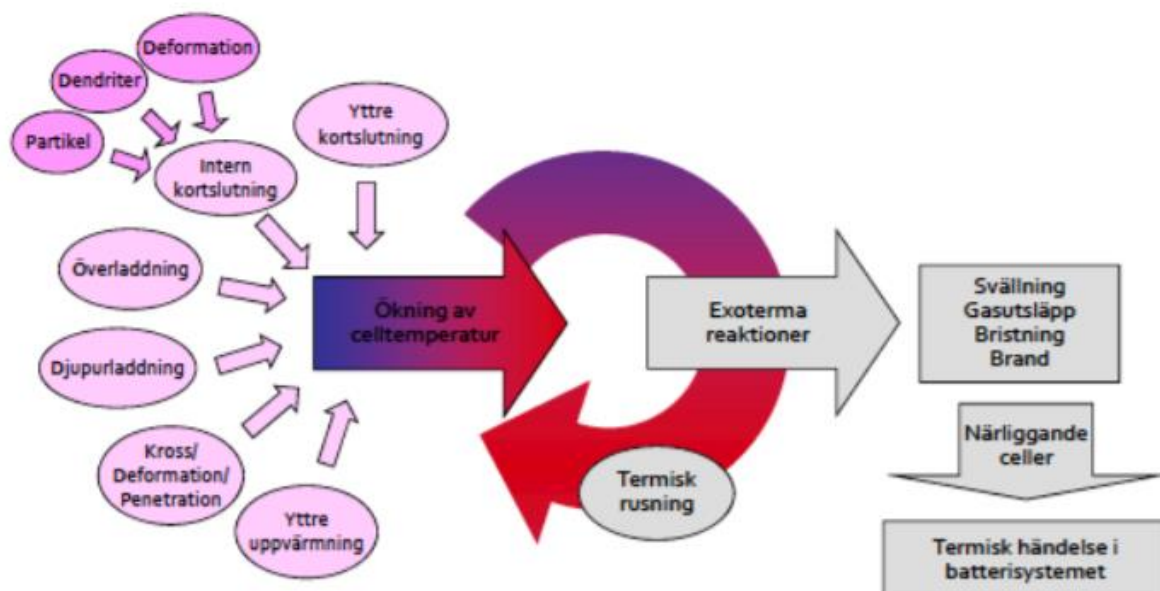 Deformation
Dendriter
Partikel
Intern
kortslutning
Yttre
kortslutning
Överladdning
Djupurladdning
Kross/
Deformation/
Penetration
Yttre
uppvärmning
Ökning av
celltemperatur
Exoterma
reaktioner
Termisk
rusning
Svällning
Gasutsläpp
Bristning
Brand
Närliggande
celler
Termisk händelse i
batterisystemet